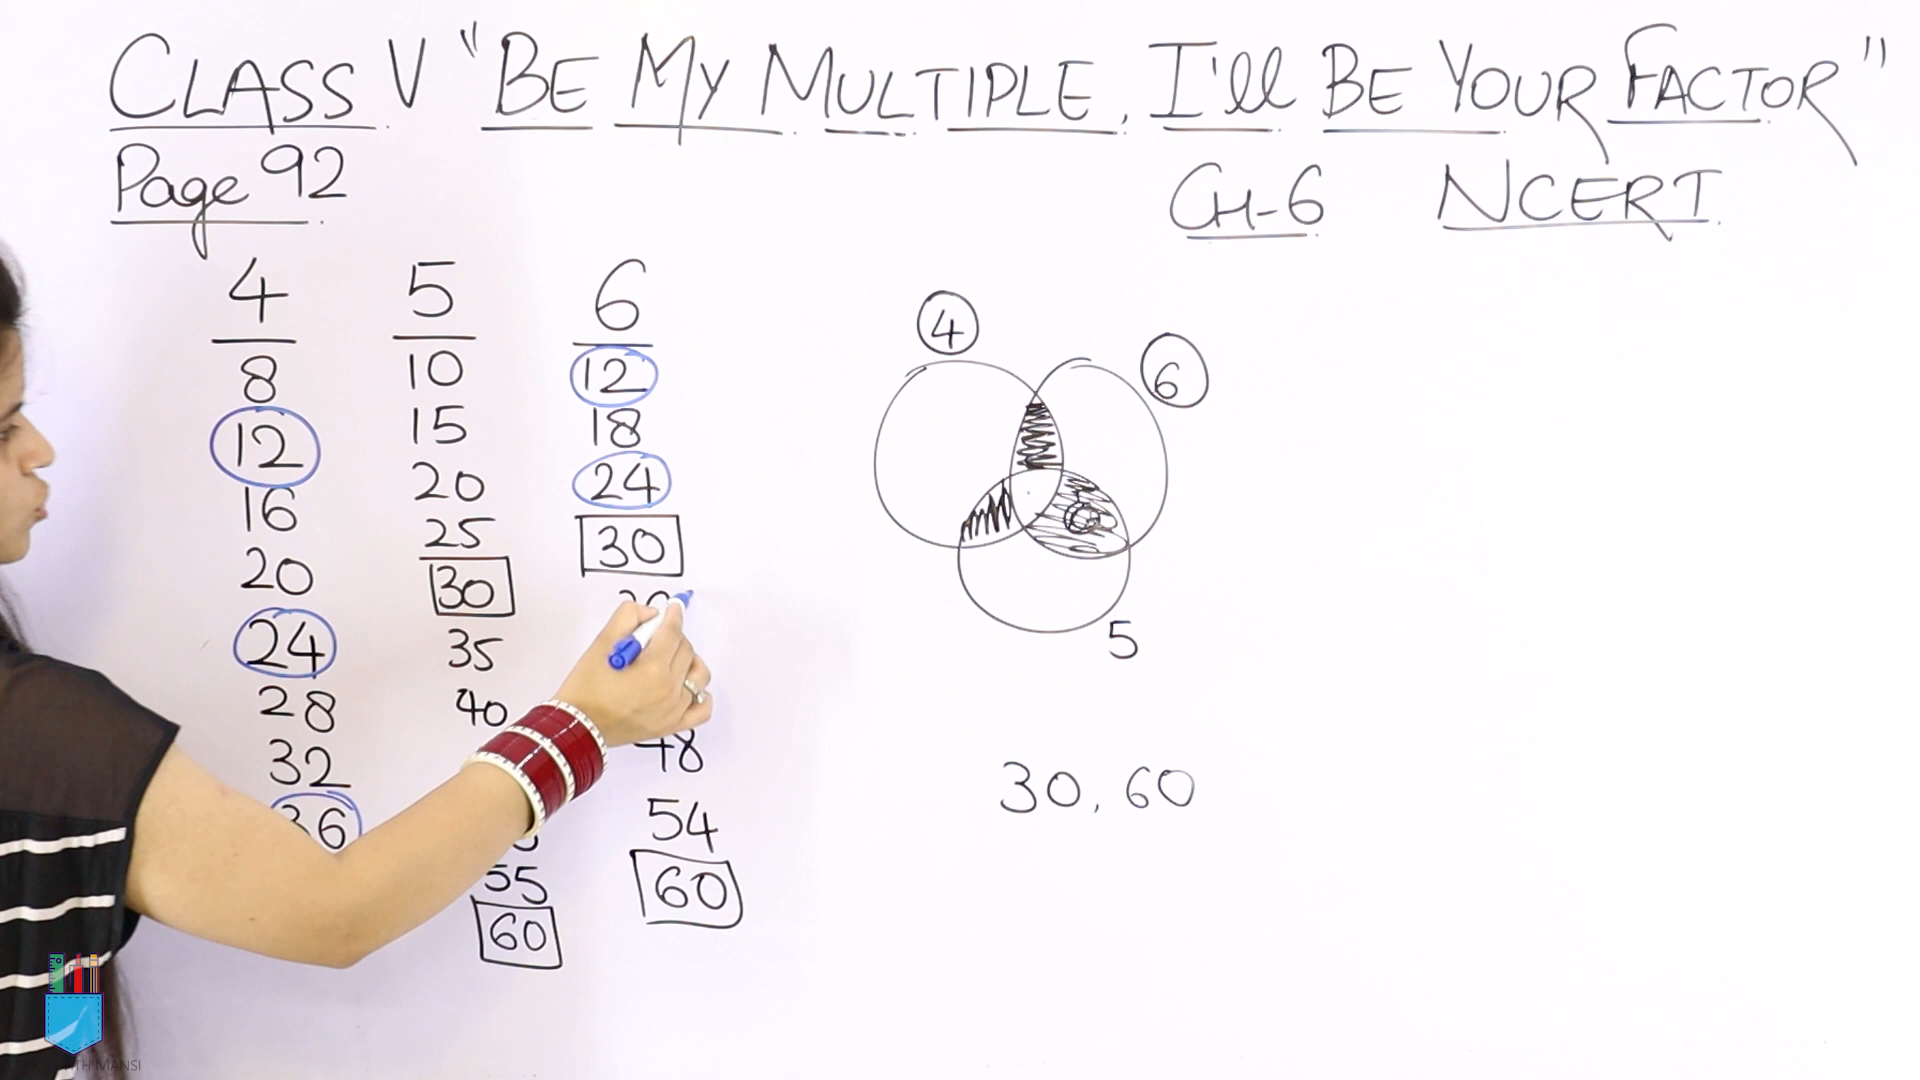 CLASS V "BE MY MULTIPLE, I'll BE YOUR FACTOR"
Page 92
CH-6 NCERT
4 5 6
8 10 12
12 15 18
16 20 24
20 25 30
24 30
28 35
32 40 48
36 54
55 60
60
4
6
5
30, 60